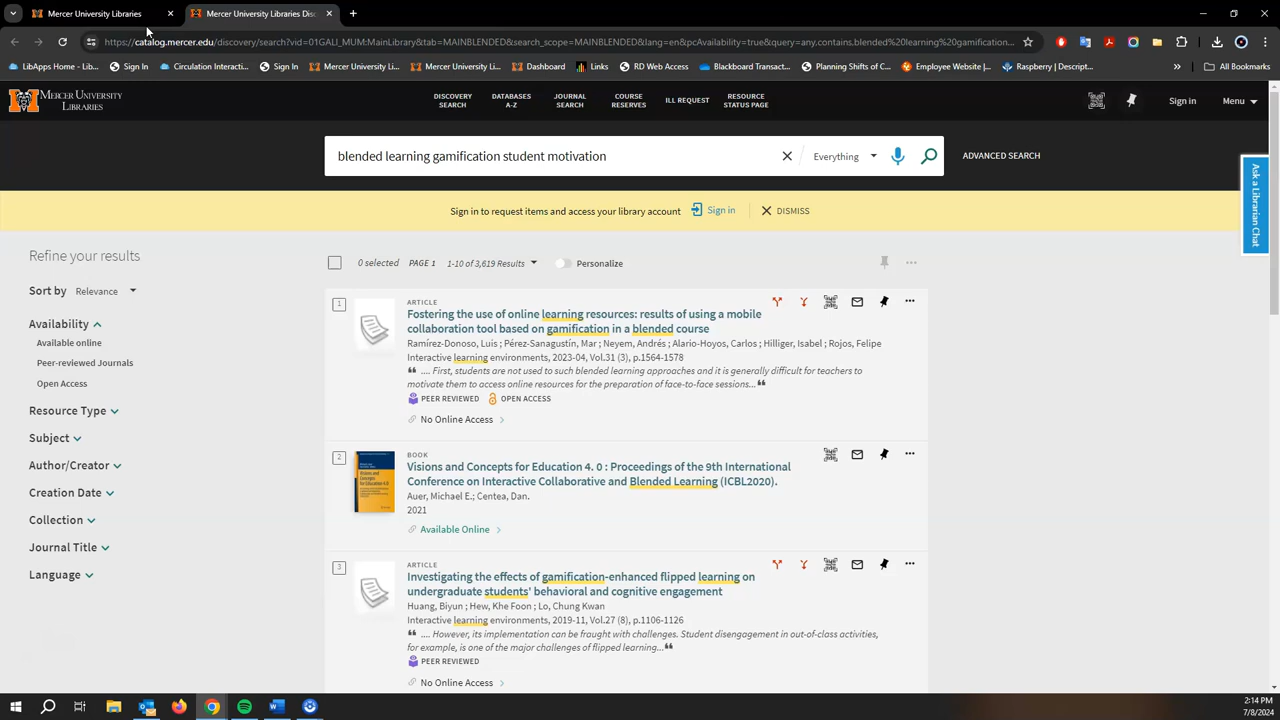 Mercer University Libraries
Mercer University Libraries Disc
https://catalog.mercer.edu/discovery/search?vid=01GALI_MUM:MainLibrary&tab=MAINBLENDED&search_scope=MAINBLENDED&lang=en&pcAvailability=true&query=any.contains.blended%20learning%20gamification...
LibApps Home - Lib... Sign In Circulation Interacti... Sign In Mercer University Li... Mercer University Li... Dashboard Links RD Web Access Blackboard Transact... Planning Shifts of C... Employee Website | ... Raspberry | Descript... » All Bookmarks
MERCER UNIVERSITY
LIBRARIES
DISCOVERY
SEARCH
DATABASES
A-Z
JOURNAL
SEARCH
COURSE
RESERVES
ILL REQUEST
RESOURCE
STATUS PAGE
Sign in
Menu
blended learning gamification student motivation
Everything
ADVANCED SEARCH
Ask a Librarian Chat
Sign in to request items and access your library account Sign in DISMISS
Refine your results
Sort by Relevance
Availability
Available online
Peer-reviewed Journals
Open Access
Resource Type
Subject
Author/Creator
Creation Date
Collection
Journal Title
Language
0 selected PAGE 1 1-10 of 3,619 Results Personalize
1
ARTICLE
Fostering the use of online learning resources: results of using a mobile
collaboration tool based on gamification in a blended course
Ramírez-Donoso, Luis ; Pérez-Sanagustín, Mar ; Neyem, Andrés ; Alario-Hoyos, Carlos ; Hilliger, Isabel ; Rojos, Felipe
Interactive learning environments, 2023-04, Vol.31 (3), p.1564-1578
❝ .... First, students are not used to such blended learning approaches and it is generally difficult for teachers to
motivate them to access online resources for the preparation of face-to-face sessions...❞
PEER REVIEWED OPEN ACCESS
No Online Access
2
BOOK
Visions and Concepts for Education 4. 0 : Proceedings of the 9th International
Conference on Interactive Collaborative and Blended Learning (ICBL2020).
Auer, Michael E.; Centea, Dan.
2021
Available Online
3
ARTICLE
Investigating the effects of gamification-enhanced flipped learning on
undergraduate students' behavioral and cognitive engagement
Huang, Biyun ; Hew, Khe Foon ; Lo, Chung Kwan
Interactive learning environments, 2019-11, Vol.27 (8), p.1106-1126
❝ .... However, its implementation can be fraught with challenges. Student disengagement in out-of-class activities,
for example, is one of the major challenges of flipped learning...❞
PEER REVIEWED
No Online Access
2:14 PM
7/8/2024